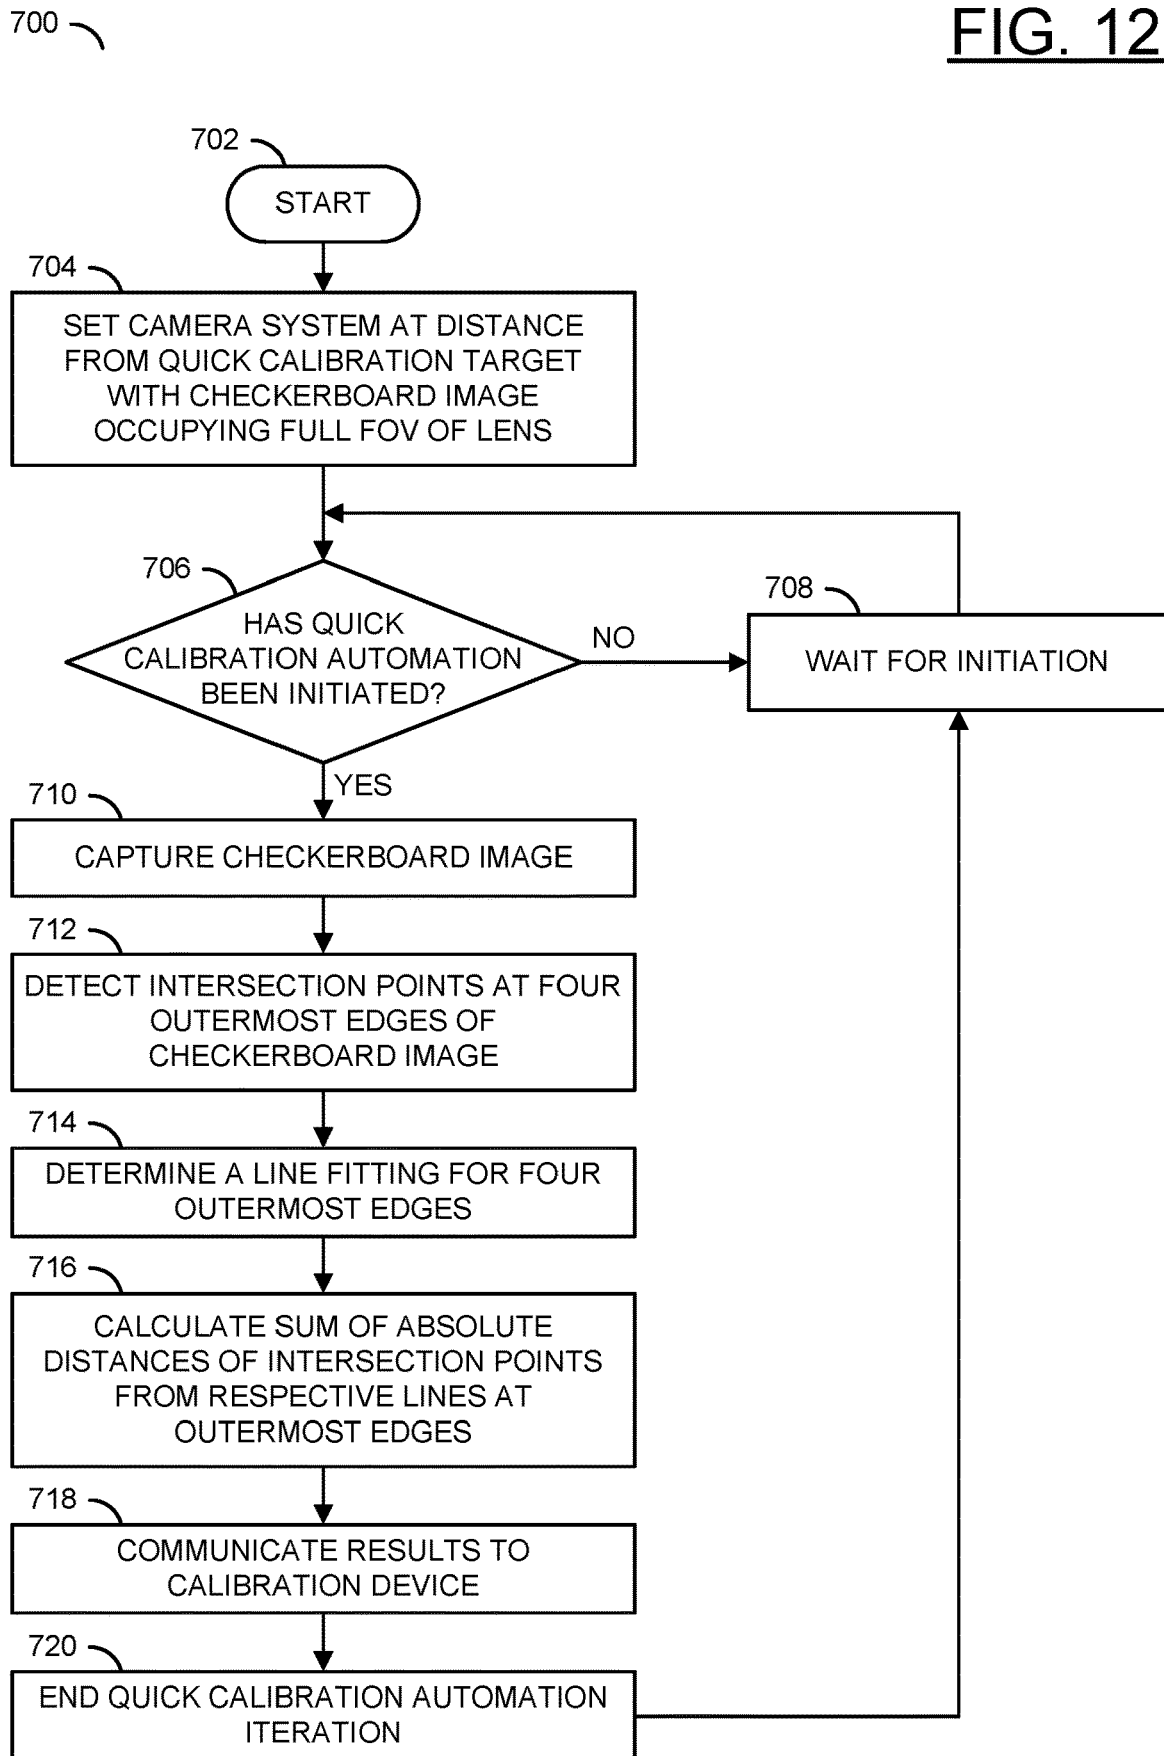 700
FIG. 12
702
START
704
SET CAMERA SYSTEM AT DISTANCE
FROM QUICK CALIBRATION TARGET
WITH CHECKERBOARD IMAGE
OCCUPYING FULL FOV OF LENS
706
HAS QUICK
CALIBRATION AUTOMATION
BEEN INITIATED?
NO
708
WAIT FOR INITIATION
YES
710
CAPTURE CHECKERBOARD IMAGE
712
DETECT INTERSECTION POINTS AT FOUR
OUTERMOST EDGES OF
CHECKERBOARD IMAGE
714
DETERMINE A LINE FITTING FOR FOUR
OUTERMOST EDGES
716
CALCULATE SUM OF ABSOLUTE
DISTANCES OF INTERSECTION POINTS
FROM RESPECTIVE LINES AT
OUTERMOST EDGES
718
COMMUNICATE RESULTS TO
CALIBRATION DEVICE
720
END QUICK CALIBRATION AUTOMATION
ITERATION